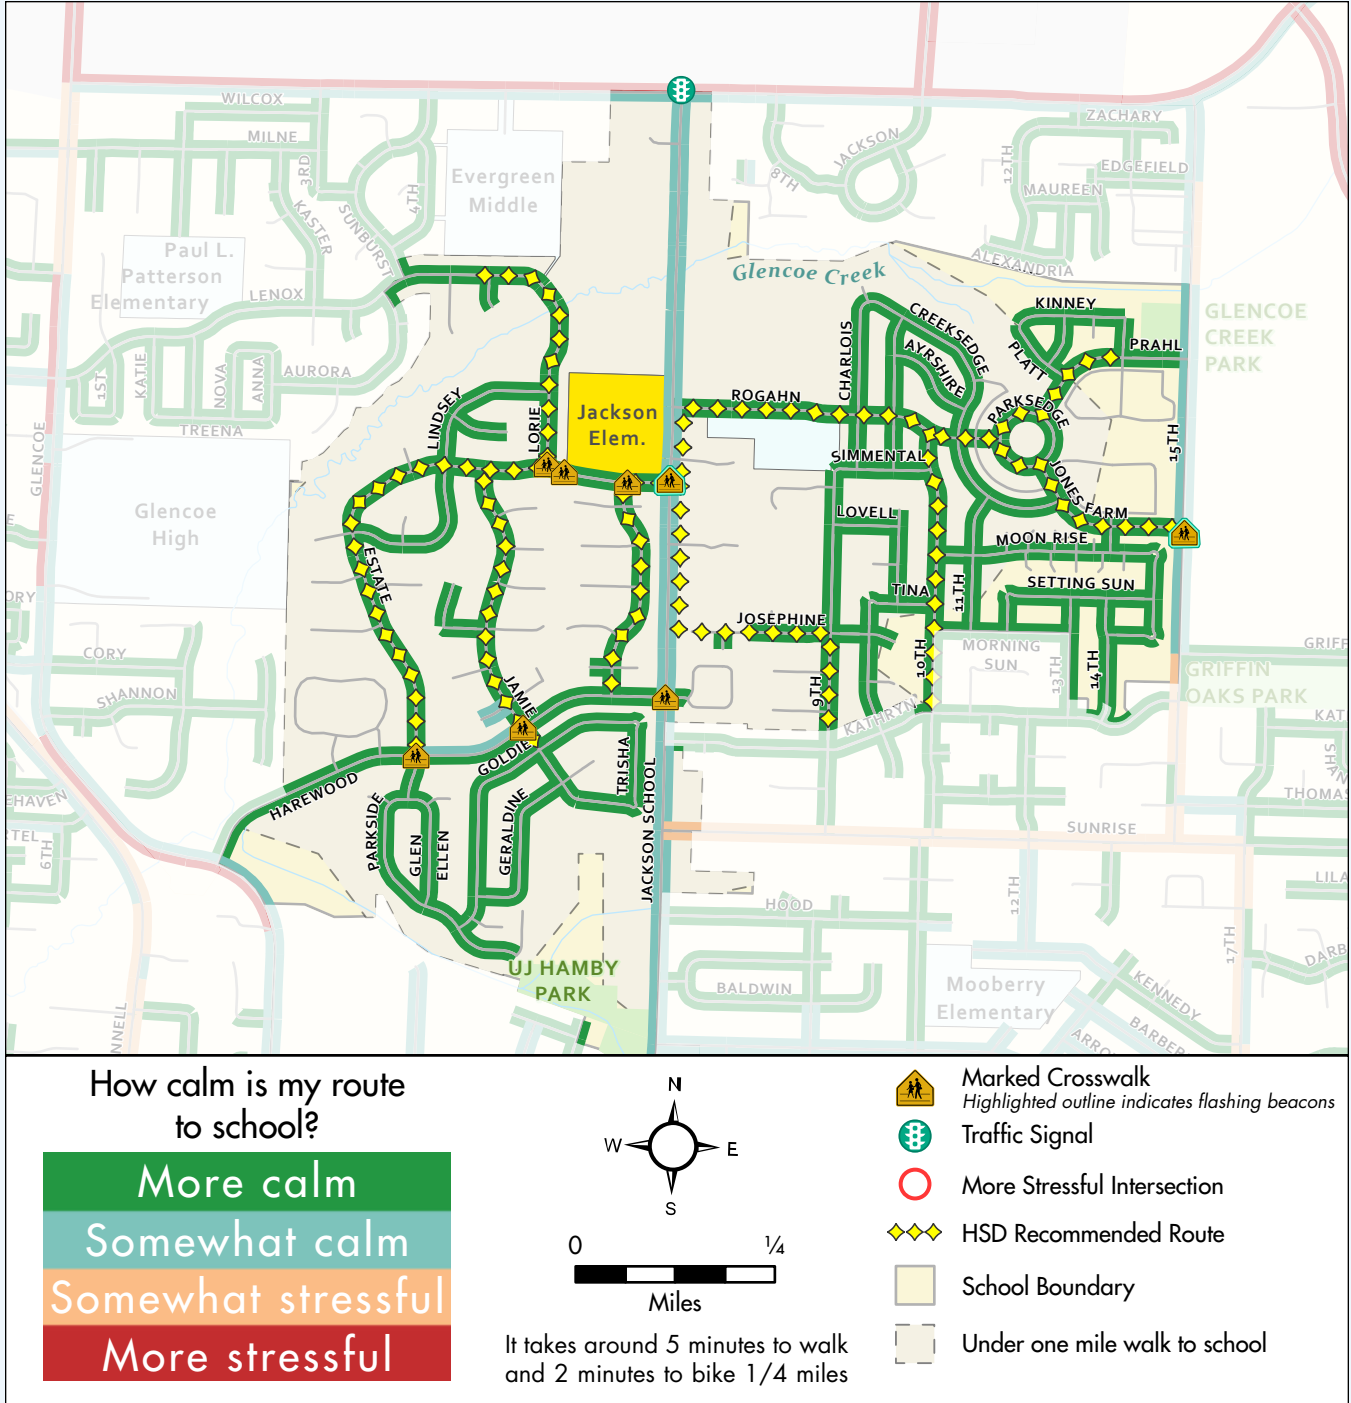 WILCOX
MILNE
3RD
4TH
KASTER
SUNBURST
Evergreen
Middle
Paul L.
Patterson
Elementary
LENOX
1ST
KATIE
NOVA
ANNA
AURORA
TREENA
GLENCOE
Glencoe
High
LINDSEY
LORIE
Jackson
Elem.
ESTATE
JAMIE
CORY
SHANNON
HAREWOOD
GOLDIE
PARKSIDE
GLEN
ELLEN
GERALDINE
TRISHA
JACKSON SCHOOL
UJ HAMBY
PARK
6TH
JACKSON
8TH
12TH
ZACHARY
EDGEFIELD
MAUREEN
ALEXANDRIA
Glencoe Creek
GLENCOE
CREEK
PARK
KINNEY
PLATT
PRAHL
CREEKSEDGE
AYRSHIRE
CHARLOIS
ROGAHN
PARKSEDGE
SIMMENTAL
JONES FARM
15TH
LOVELL
MOON RISE
SETTING SUN
TINA
11TH
JOSEPHINE
10TH
9TH
MORNING
SUN
13TH
14TH
KATHRYN
GRIFFIN
OAKS PARK
SUNRISE
HOOD
12TH
17TH
BALDWIN
Mooberry
Elementary
KENNEDY
BARBER
How calm is my route
to school?
More calm
Somewhat calm
Somewhat stressful
More stressful
N
W
E
S
0
¼
Miles
It takes around 5 minutes to walk
and 2 minutes to bike 1/4 miles
Marked Crosswalk
Highlighted outline indicates flashing beacons
Traffic Signal
More Stressful Intersection
HSD Recommended Route
School Boundary
Under one mile walk to school